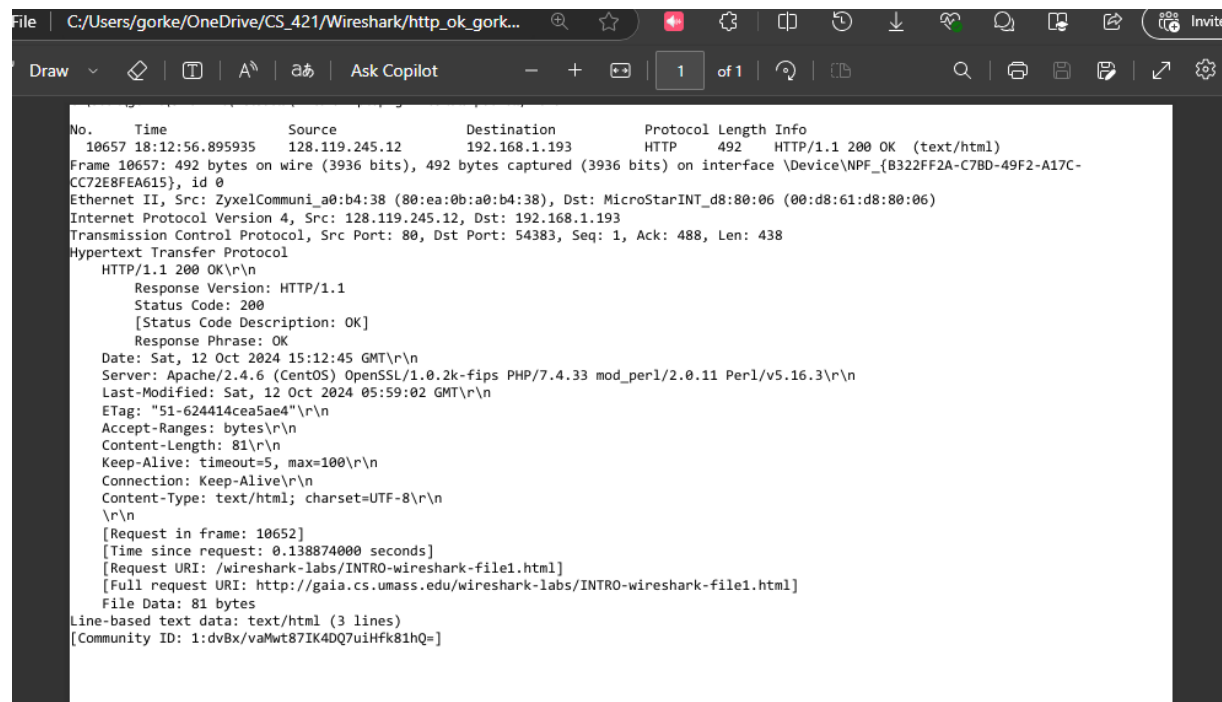 File | C:/Users/gorke/OneDrive/CS_421/Wireshark/http_ok_gork... Invite
Draw aあ Ask Copilot 1 of 1
No. Time Source Destination Protocol Length Info
10657 18:12:56.895935 128.119.245.12 192.168.1.193 HTTP 492 HTTP/1.1 200 OK (text/html)
Frame 10657: 492 bytes on wire (3936 bits), 492 bytes captured (3936 bits) on interface \Device\NPF_{B322FF2A-C7BD-49F2-A17C-
CC72E8FEA615}, id 0
Ethernet II, Src: ZyxelCommuni_a0:b4:38 (80:ea:0b:a0:b4:38), Dst: MicroStarINT_d8:80:06 (00:d8:61:d8:80:06)
Internet Protocol Version 4, Src: 128.119.245.12, Dst: 192.168.1.193
Transmission Control Protocol, Src Port: 80, Dst Port: 54383, Seq: 1, Ack: 488, Len: 438
Hypertext Transfer Protocol
HTTP/1.1 200 OK\r\n
Response Version: HTTP/1.1
Status Code: 200
[Status Code Description: OK]
Response Phrase: OK
Date: Sat, 12 Oct 2024 15:12:45 GMT\r\n
Server: Apache/2.4.6 (CentOS) OpenSSL/1.0.2k-fips PHP/7.4.33 mod_perl/2.0.11 Perl/v5.16.3\r\n
Last-Modified: Sat, 12 Oct 2024 05:59:02 GMT\r\n
ETag: "51-624414cea5ae4"\r\n
Accept-Ranges: bytes\r\n
Content-Length: 81\r\n
Keep-Alive: timeout=5, max=100\r\n
Connection: Keep-Alive\r\n
Content-Type: text/html; charset=UTF-8\r\n
\r\n
[Request in frame: 10652]
[Time since request: 0.138874000 seconds]
[Request URI: /wireshark-labs/INTRO-wireshark-file1.html]
[Full request URI: http://gaia.cs.umass.edu/wireshark-labs/INTRO-wireshark-file1.html]
File Data: 81 bytes
Line-based text data: text/html (3 lines)
[Community ID: 1:dvBx/vaMwt87IK4DQ7uiHfk81hQ=]